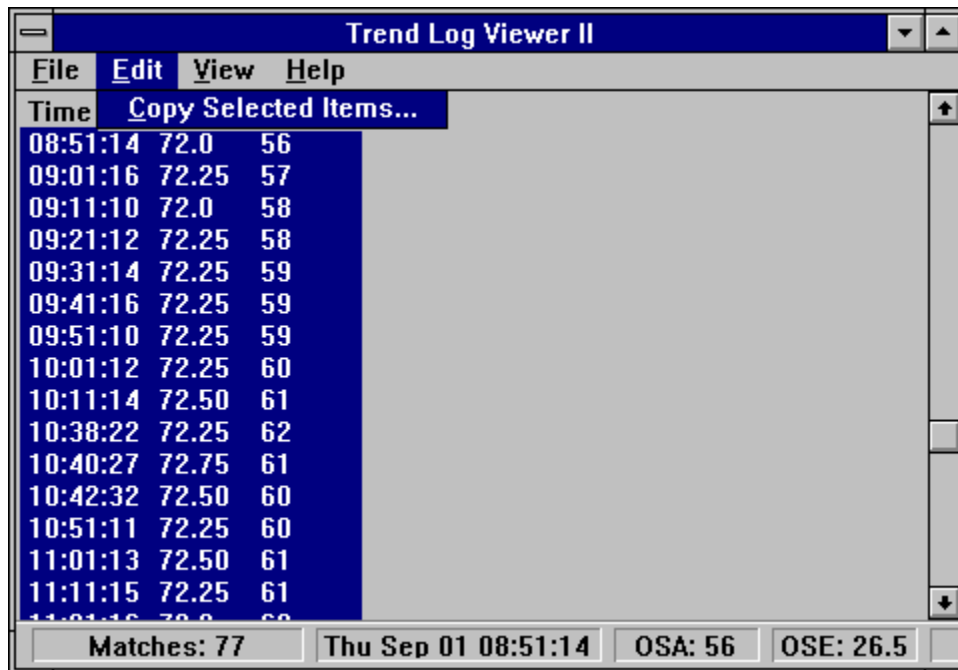 Trend Log Viewer II
File Edit View Help
Time Copy Selected Items...
08:51:14 72.0 56
09:01:16 72.25 57
09:11:10 72.0 58
09:21:12 72.25 58
09:31:14 72.25 59
09:41:16 72.25 59
09:51:10 72.25 59
10:01:12 72.25 60
10:11:14 72.50 61
10:38:22 72.25 62
10:40:27 72.75 61
10:42:32 72.50 60
10:51:11 72.25 60
11:01:13 72.50 61
11:11:15 72.25 61
Matches: 77 Thu Sep 01 08:51:14 OSA: 56 OSE: 26.5